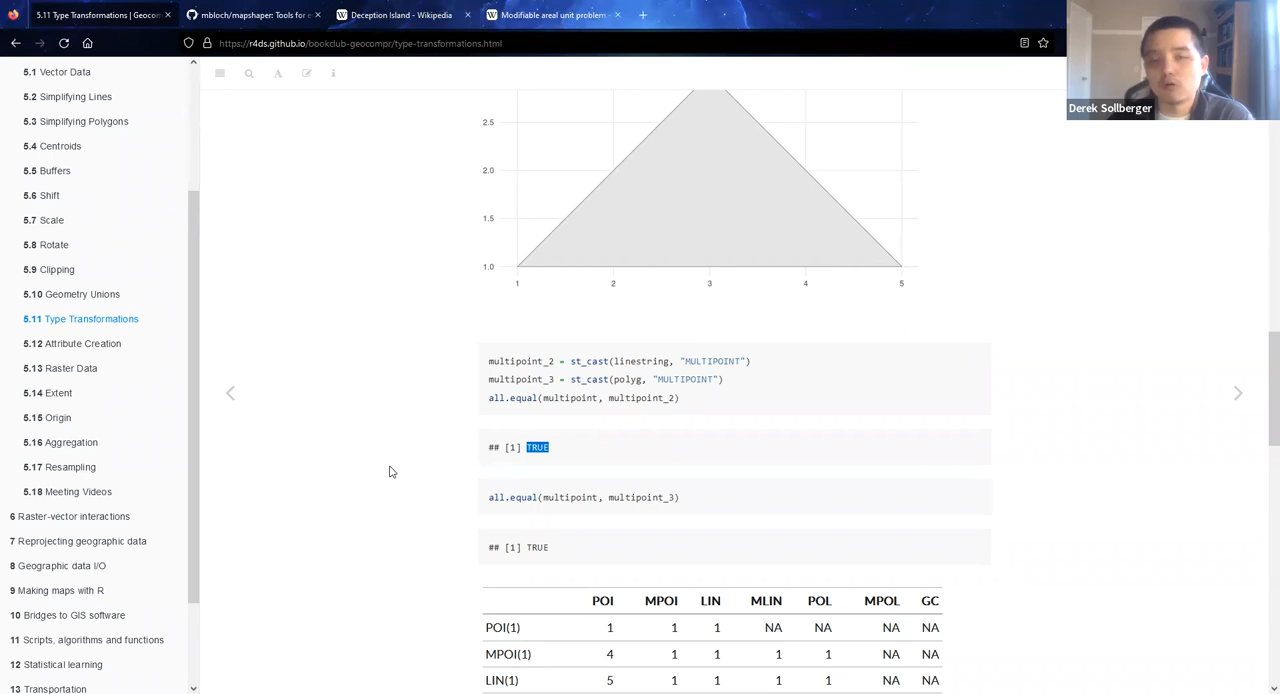 5.11 Type Transformations | Geocom
mbloch/mapshaper: Tools for e
Deception Island - Wikipedia
Modifiable areal unit problem -
https://r4ds.github.io/bookclub-geocompr/type-transformations.html
Derek Sollberger
5.1 Vector Data
5.2 Simplifying Lines
5.3 Simplifying Polygons
5.4 Centroids
5.5 Buffers
5.6 Shift
5.7 Scale
5.8 Rotate
5.9 Clipping
5.10 Geometry Unions
5.11 Type Transformations
5.12 Attribute Creation
5.13 Raster Data
5.14 Extent
5.15 Origin
5.16 Aggregation
5.17 Resampling
5.18 Meeting Videos
6 Raster-vector interactions
7 Reprojecting geographic data
8 Geographic data I/O
9 Making maps with R
10 Bridges to GIS software
11 Scripts, algorithms and functions
12 Statistical learning
13 Transportation
2.5
2.0
1.5
1.0
1 2 3 4 5
multipoint_2 = st_cast(linestring, "MULTIPOINT")
multipoint_3 = st_cast(polyg, "MULTIPOINT")
all.equal(multipoint, multipoint_2)
## [1] TRUE
all.equal(multipoint, multipoint_3)
## [1] TRUE
POI MPOI LIN MLIN POL MPOL GC
POI(1) 1 1 1 NA NA NA NA
MPOI(1) 4 1 1 1 1 NA NA
LIN(1) 5 1 1 1 1 NA NA